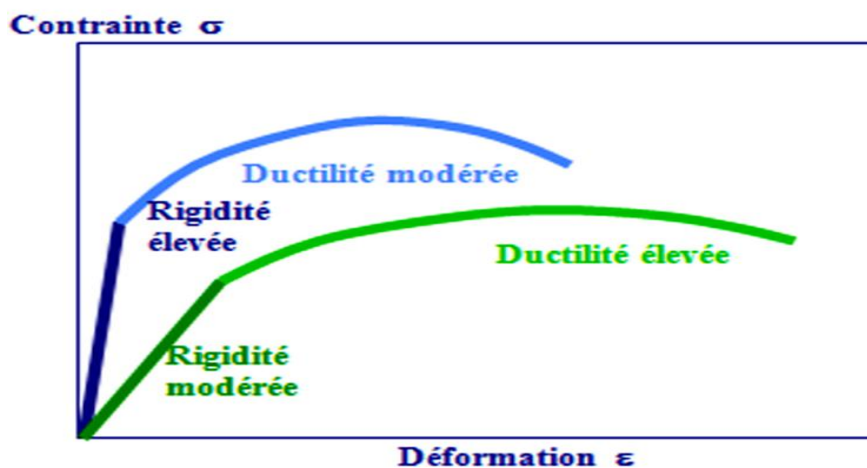 Contrainte σ
Ductilité modérée
Rigidité
élevée
Ductilité élevée
Rigidité
modérée
Déformation ε